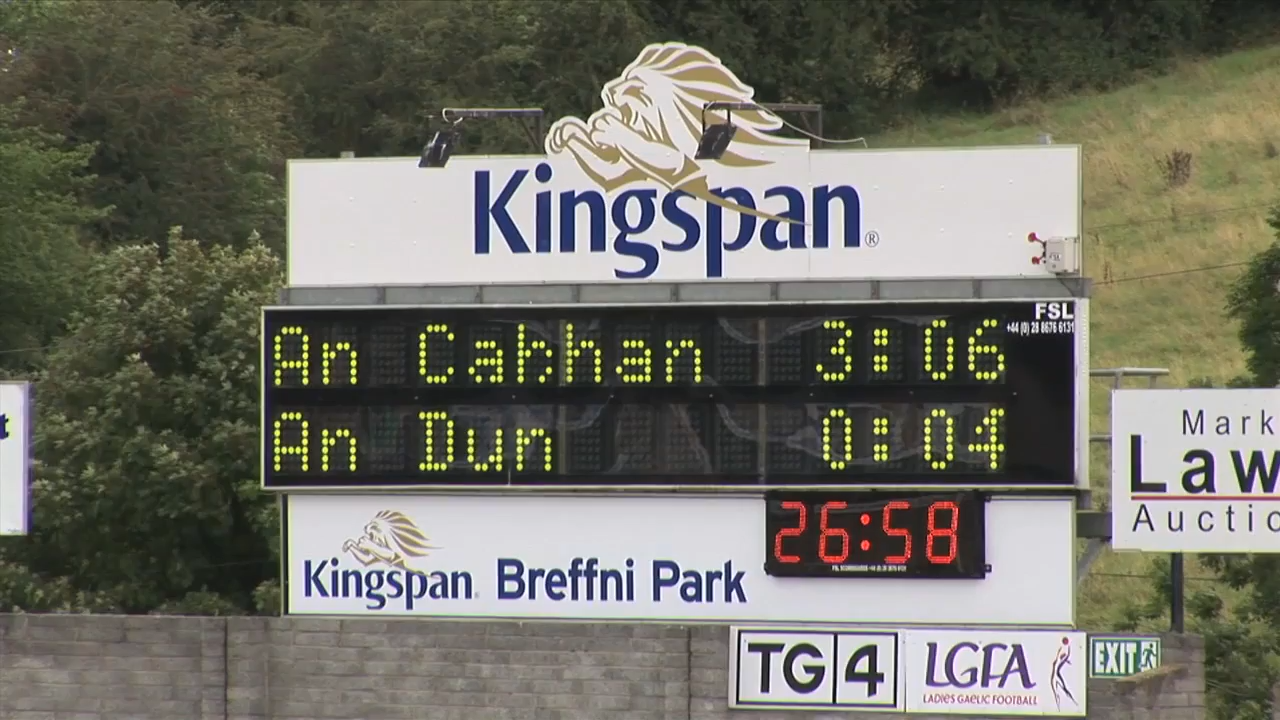 Kingspan®
FSL
+44 (0) 28 8676 6131
An Cabhan 3:06
An Dun 0:04
26:58
Kingspan. Breffni Park
Mark
Law
Auctio
TG4
LGFA
LADIES GAELIC FOOTBALL
EXIT